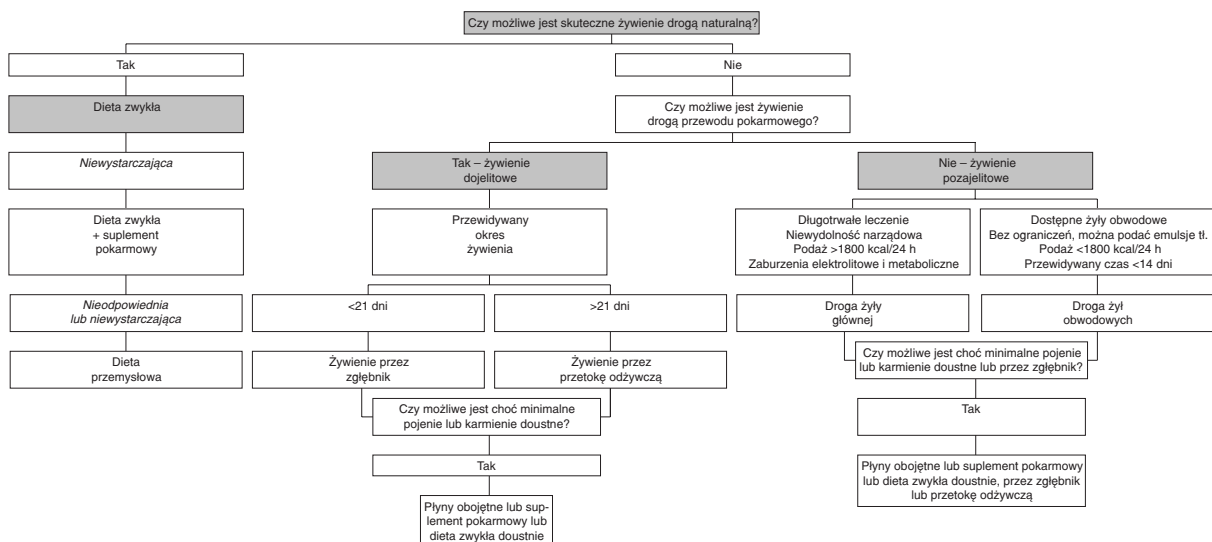 Czy możliwe jest skuteczne żywienie drogą naturalną?
Tak
Nie
Dieta zwykła
Czy możliwe jest żywienie
drogą przewodu pokarmowego?
Niewystarczająca
Tak – żywienie
dojelitowe
Nie – żywienie
pozajelitowe
Dieta zwykła
+ suplement
pokarmowy
Przewidywany
okres
żywienia
Długotrwałe leczenie
Niewydolność narządowa
Podaż >1800 kcal/24 h
Zaburzenia elektrolitowe i metaboliczne
Dostępne żyły obwodowe
Bez ograniczeń, można podać emulsje tł.
Podaż <1800 kcal/24 h
Przewidywany czas <14 dni
Nieodpowiednia
lub niewystarczająca
<21 dni
>21 dni
Droga żyły
głównej
Droga żył
obwodowych
Dieta
przemysłowa
Żywienie przez
zgłębnik
Żywienie przez
przetokę odżywczą
Czy możliwe jest choć minimalne pojenie
lub karmienie doustne lub przez zgłębnik?
Czy możliwe jest choć minimalne
pojenie lub karmienie doustne?
Tak
Tak
Płyny obojętne lub suplement pokarmowy
lub dieta zwykła doustnie, przez zgłębnik
lub przetokę odżywczą)
Płyny obojętne lub sup-
lement pokarmowy lub
dieta zwykła doustnie